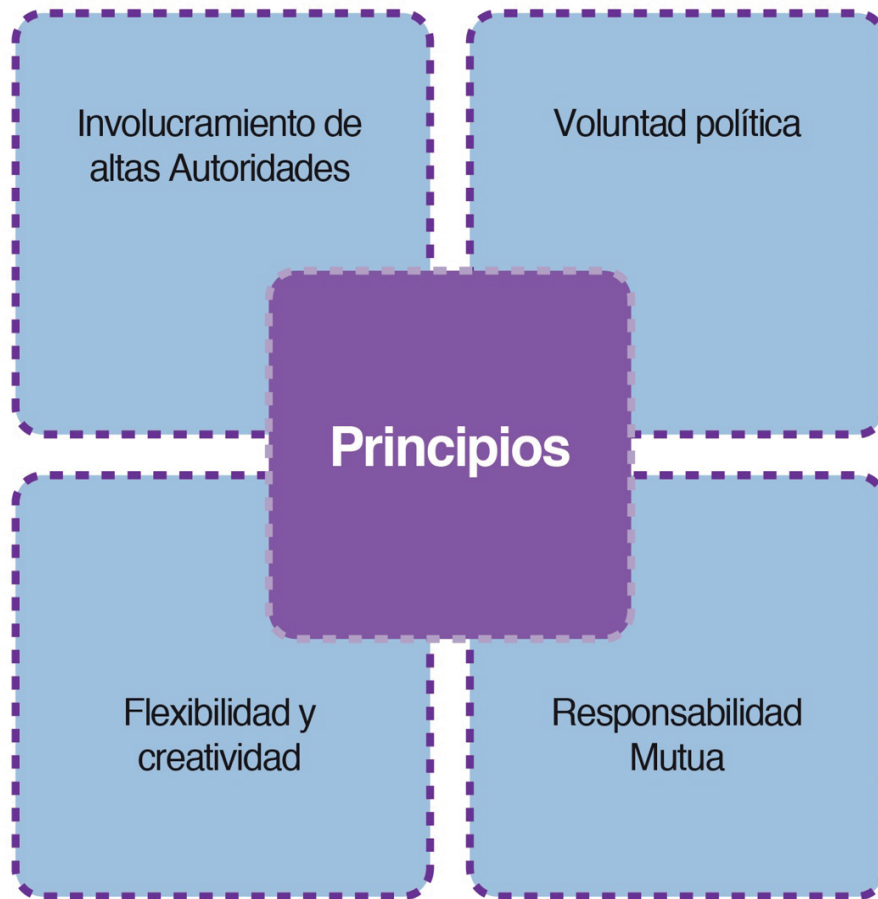 Involucramiento de
altas Autoridades
Voluntad política
Principios
Flexibilidad y
creatividad
Responsabilidad
Mutua